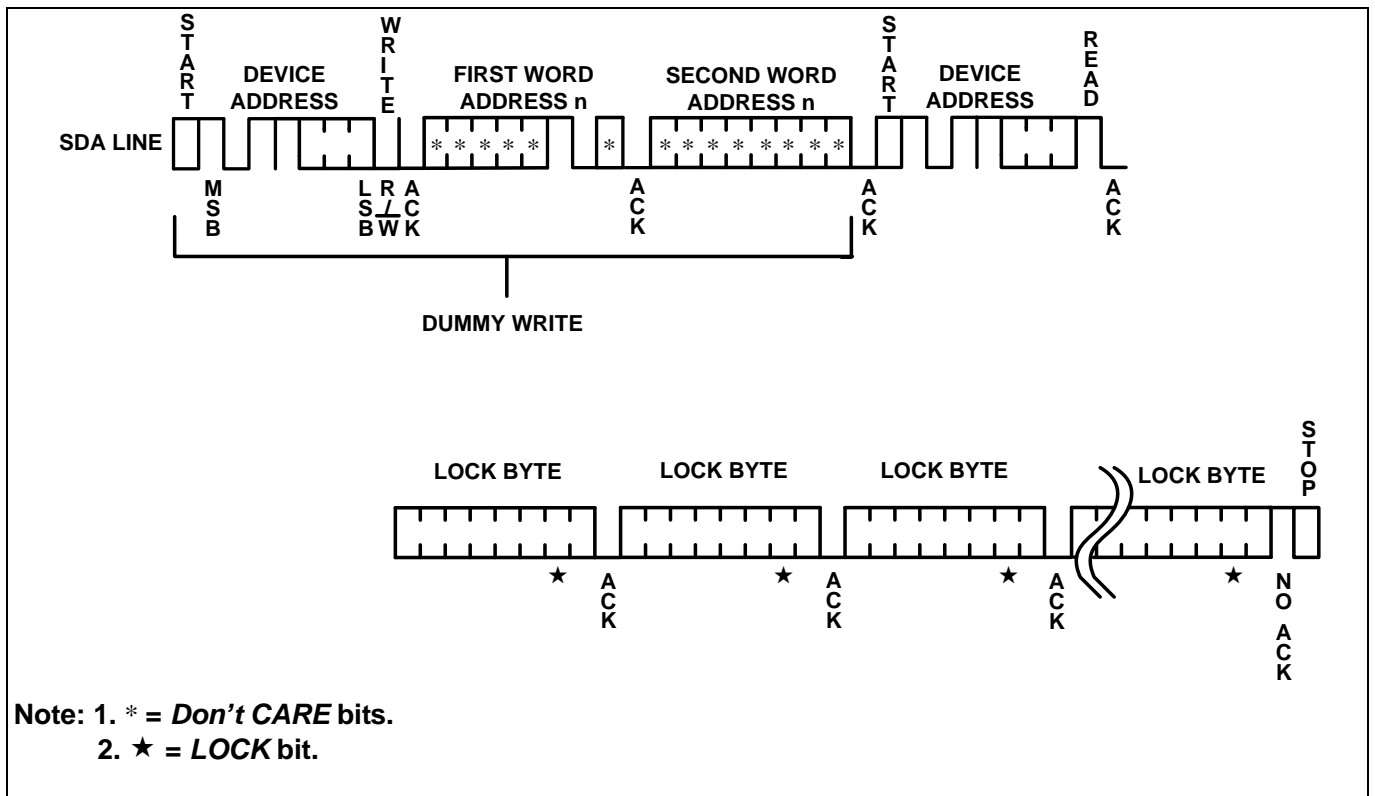 START
DEVICE
ADDRESS
WRITE
FIRST WORD
ADDRESS n
SECOND WORD
ADDRESS n
START
DEVICE
ADDRESS
READ
SDA LINE
* * * * *
*
* * * * * * * *
MSB
LSB
R/W
ACK
ACK
ACK
ACK
DUMMY WRITE
LOCK BYTE
LOCK BYTE
LOCK BYTE
LOCK BYTE
STOP
★
ACK
★
ACK
★
ACK
★
NO ACK
Note: 1. * = Don't CARE bits.
2. ★ = LOCK bit.